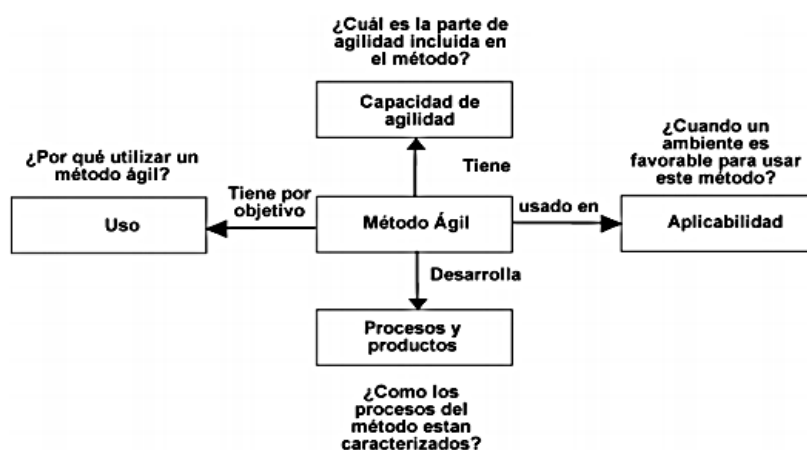 ¿Cuál es la parte de
agilidad incluida en
el método?
Capacidad de
agilidad
¿Cuando un
ambiente es
favorable para usar
este método?
¿Por qué utilizar un
método ágil?
Tiene
Tiene por
objetivo
usado en
Uso
Método Ágil
Aplicabilidad
Desarrolla
Procesos y
productos
¿Como los
procesos del
método estan
caracterizados?